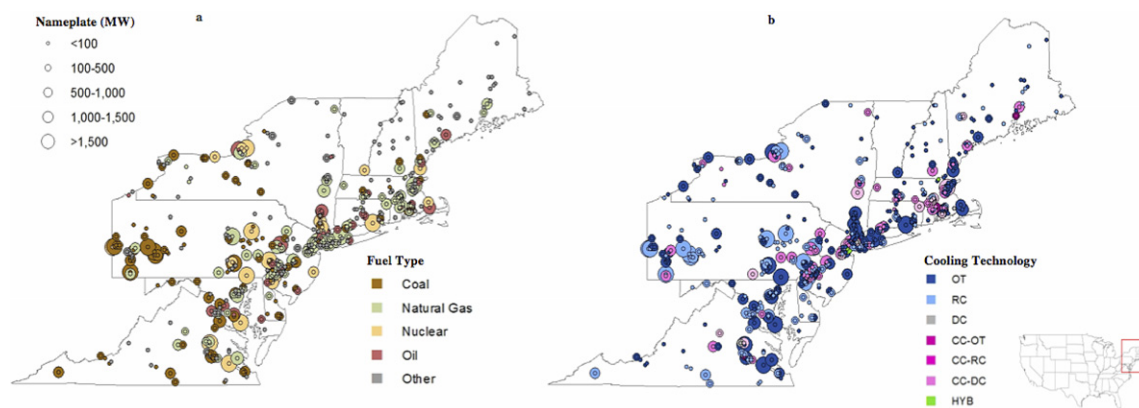 Nameplate (MW)
<100
100-500
500-1,000
1,000-1,500
>1,500
a
Fuel Type
Coal
Natural Gas
Nuclear
Oil
Other
b
Cooling Technology
OT
RC
DC
CC-OT
CC-RC
CC-DC
HYB